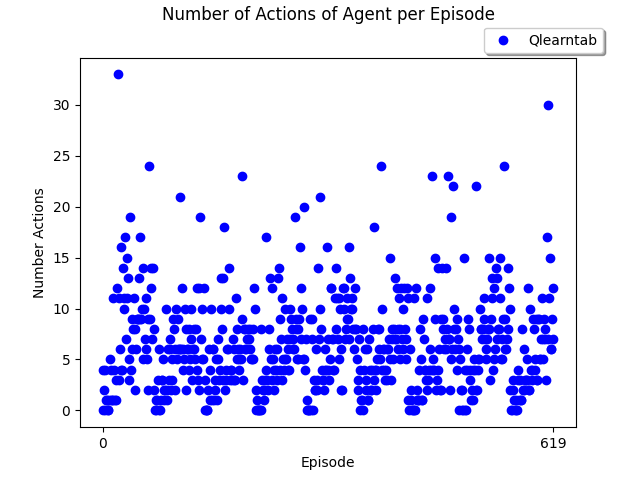 Number of Actions of Agent per Episode
Qlearntab
30
25
20
15
10
5
0
Number Actions
0 619
Episode